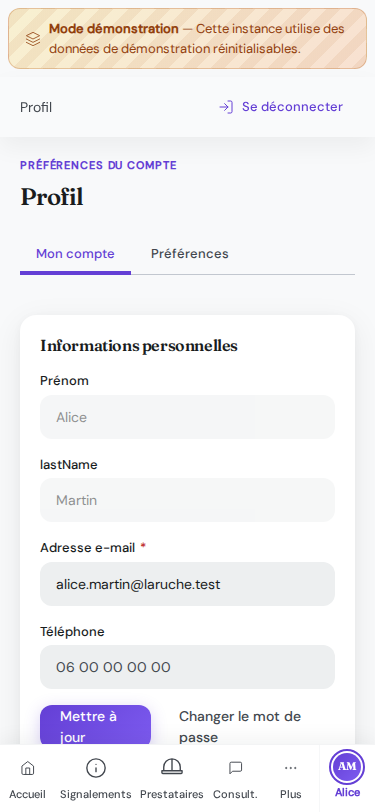 Mode démonstration — Cette instance utilise des
données de démonstration réinitialisables.
Profil
Se déconnecter
PRÉFÉRENCES DU COMPTE
Profil
Mon compte
Préférences
Informations personnelles
Prénom
Alice
lastName
Martin
Adresse e-mail *
alice.martin@laruche.test
Téléphone
06 00 00 00 00
Mettre à
jour
Changer le mot de
passe
Accueil
Signalements
Prestataires
Consult.
Plus
AM
Alice